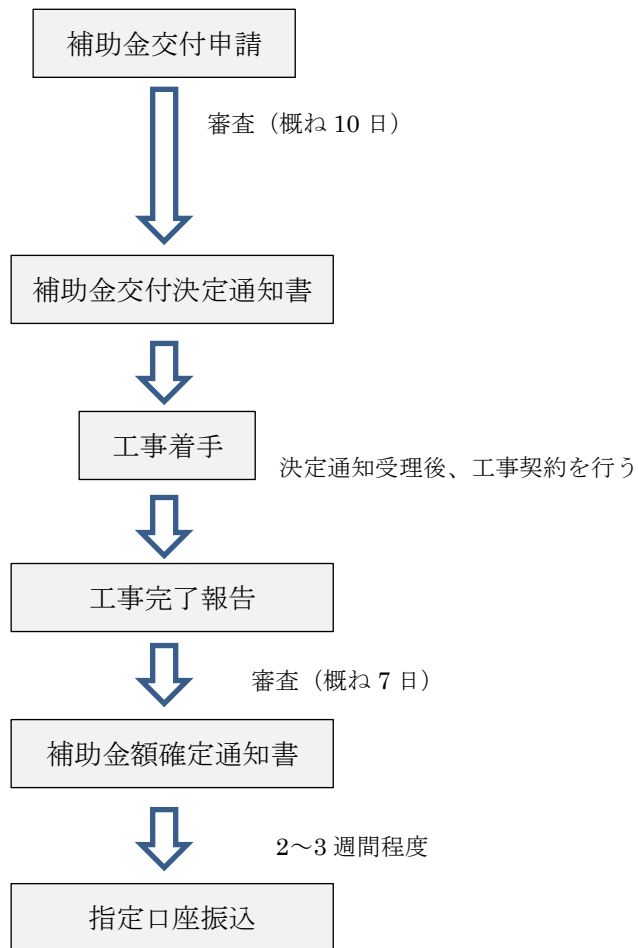 補助金交付申請
審査（概ね 10 日）
補助金交付決定通知書
工事着手
決定通知受理後、工事契約を行う
工事完了報告
審査（概ね 7 日）
補助金額確定通知書
2～3 週間程度
指定口座振込